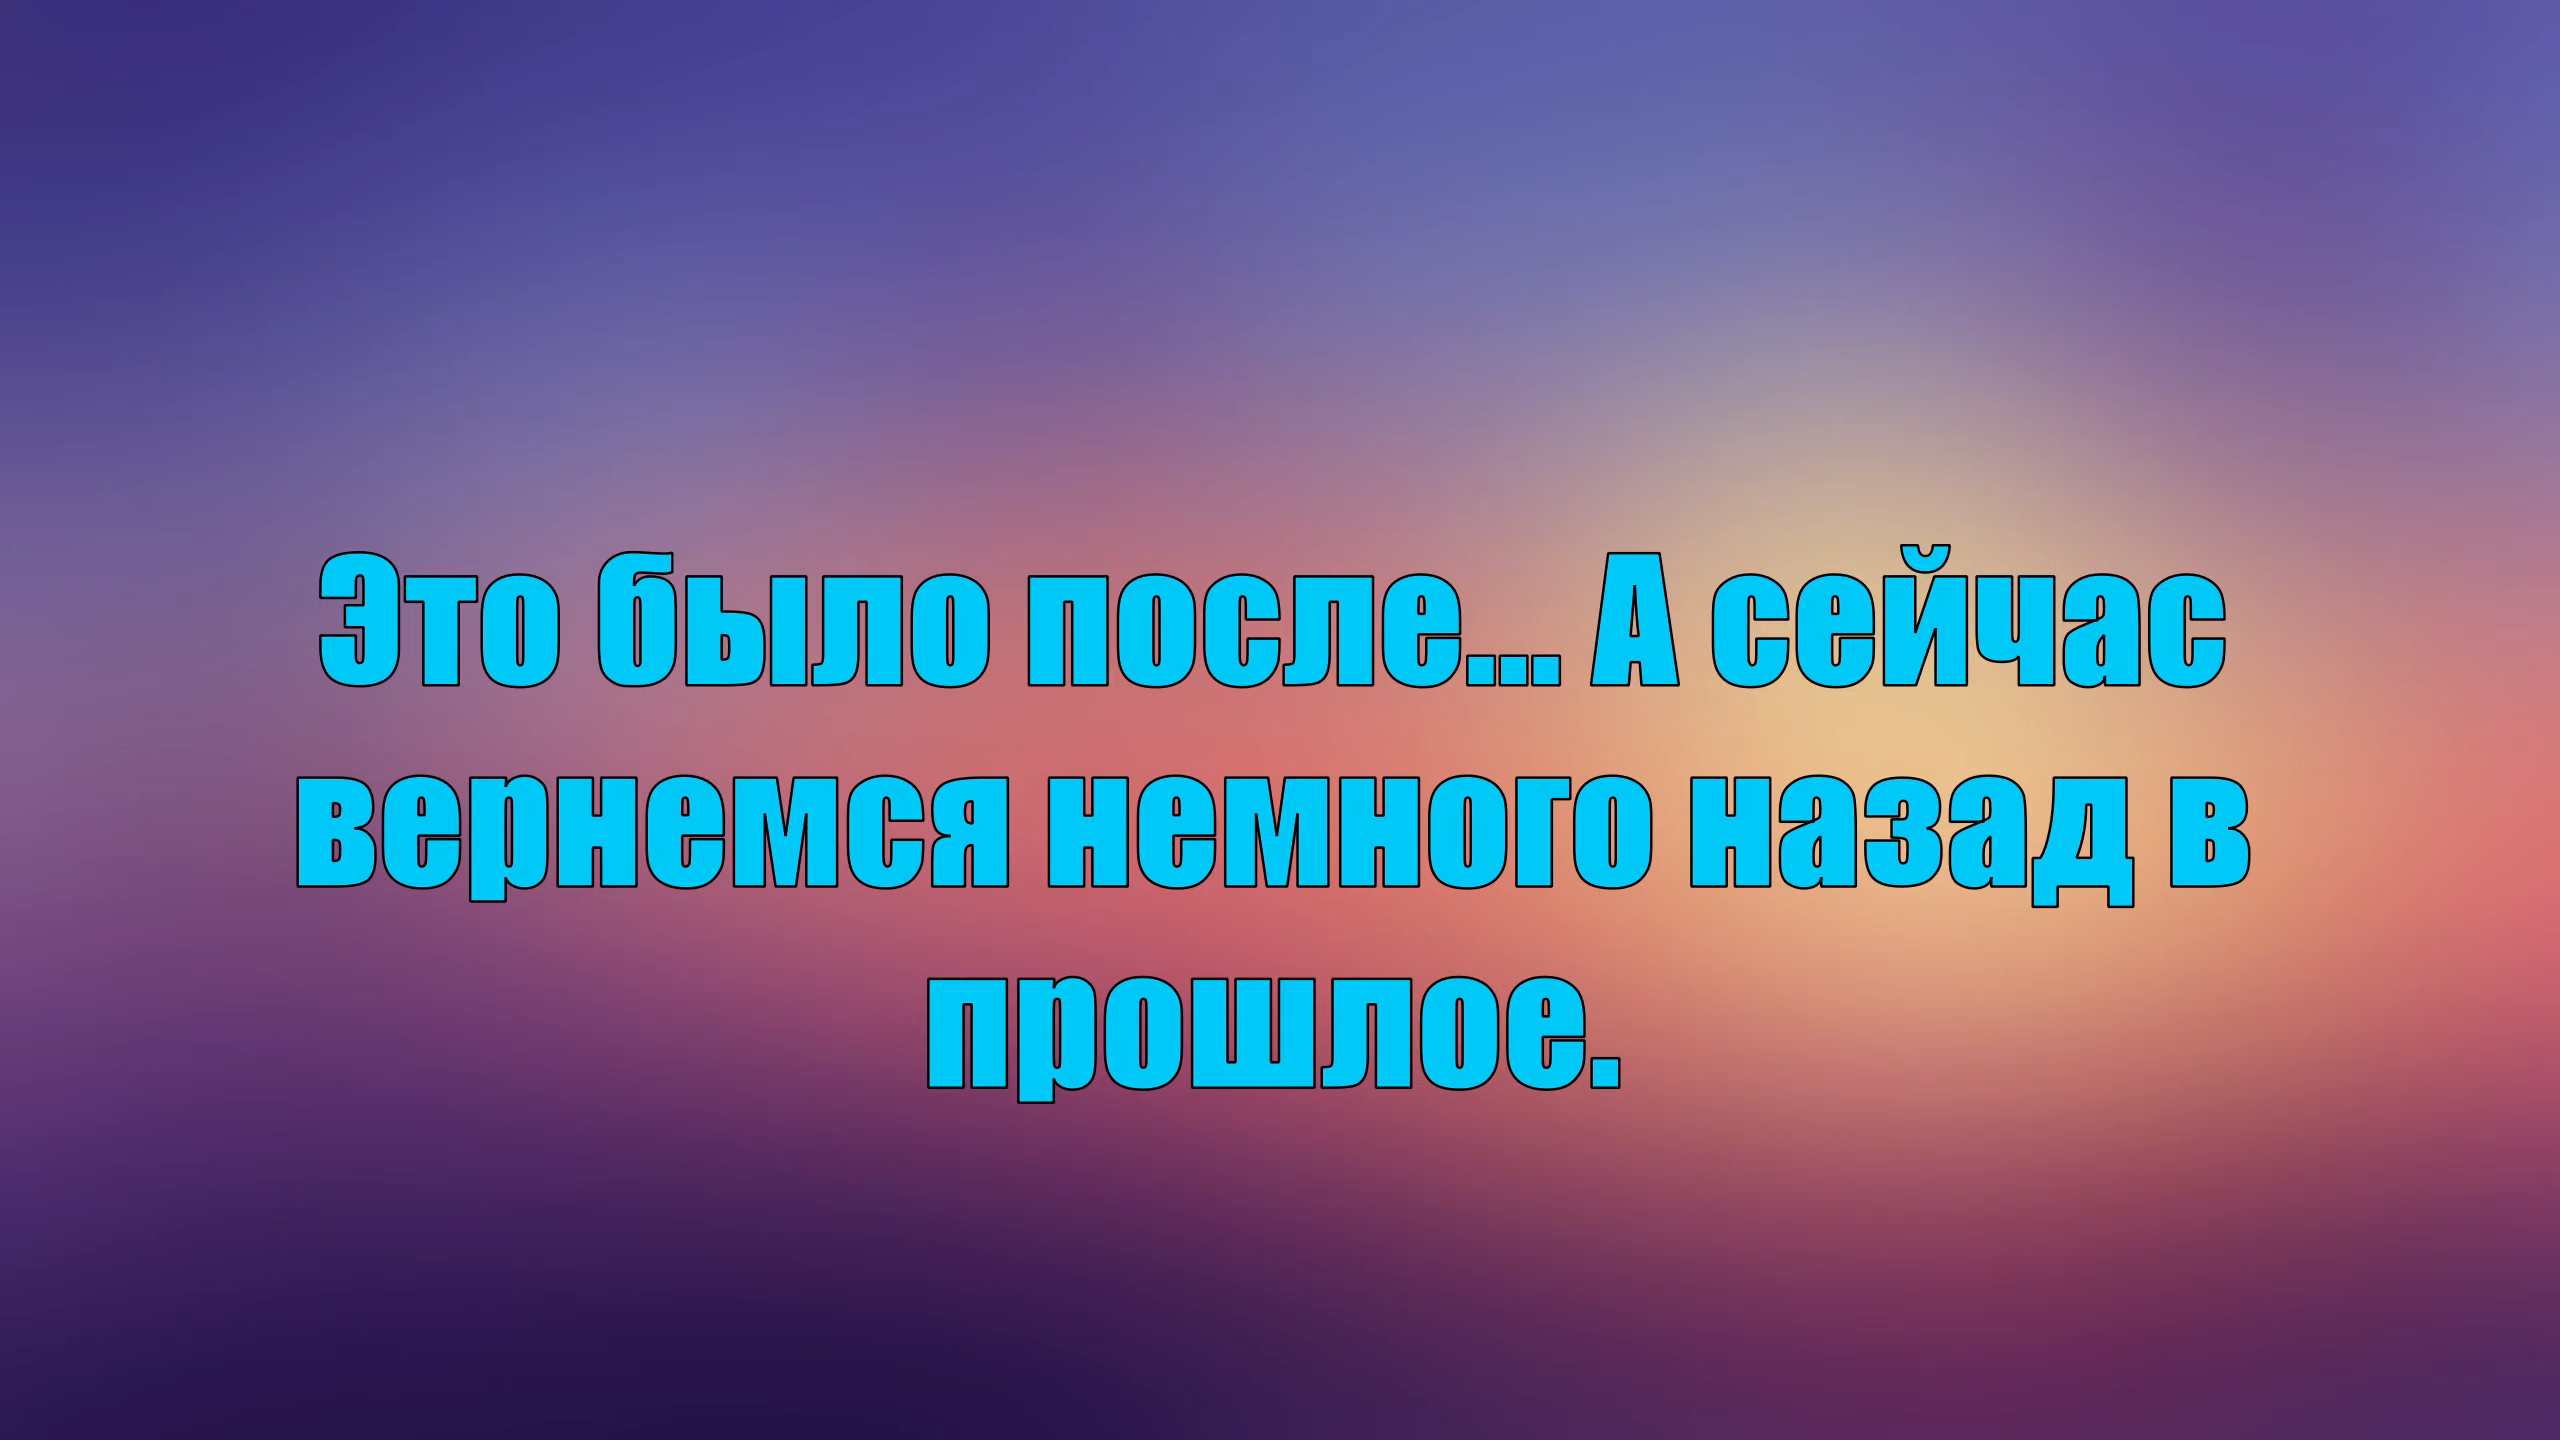 Это было после... А сейчас
вернемся немного назад в
прошлое.